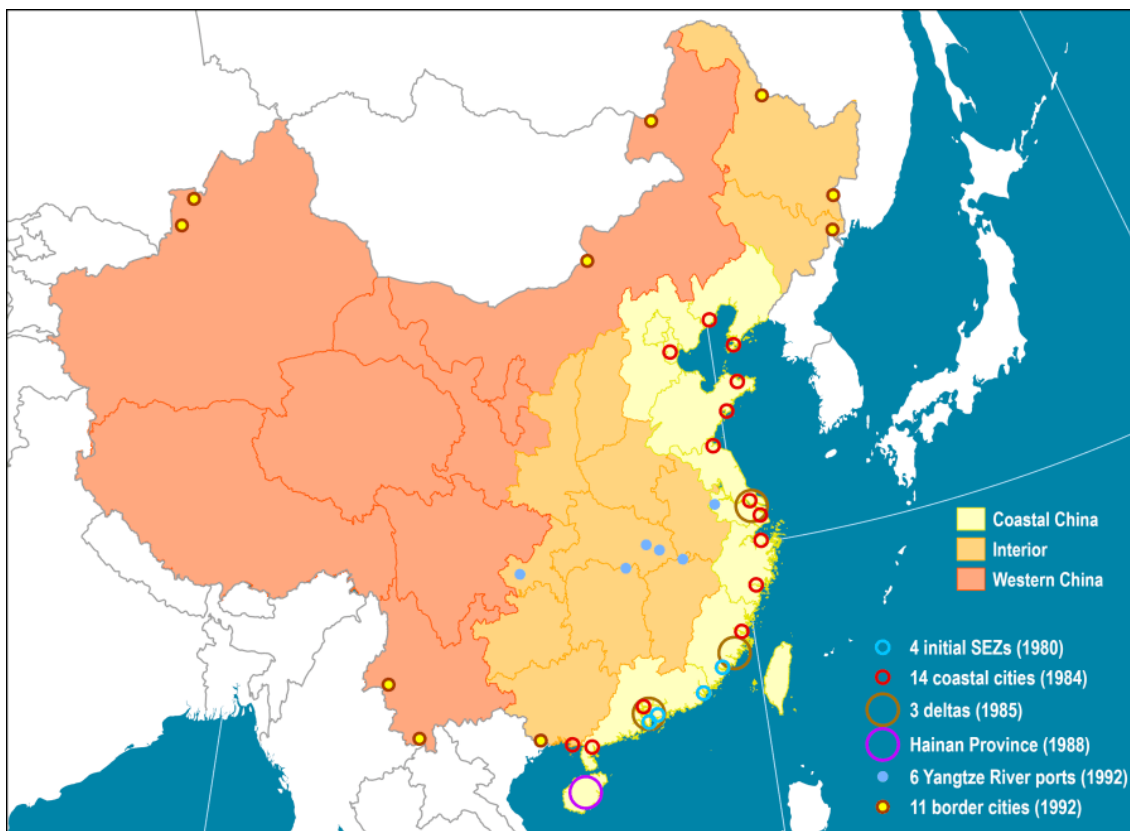 Coastal China
Interior
Western China
4 initial SEZs (1980)
14 coastal cities (1984)
3 deltas (1985)
Hainan Province (1988)
6 Yangtze River ports (1992)
11 border cities (1992)